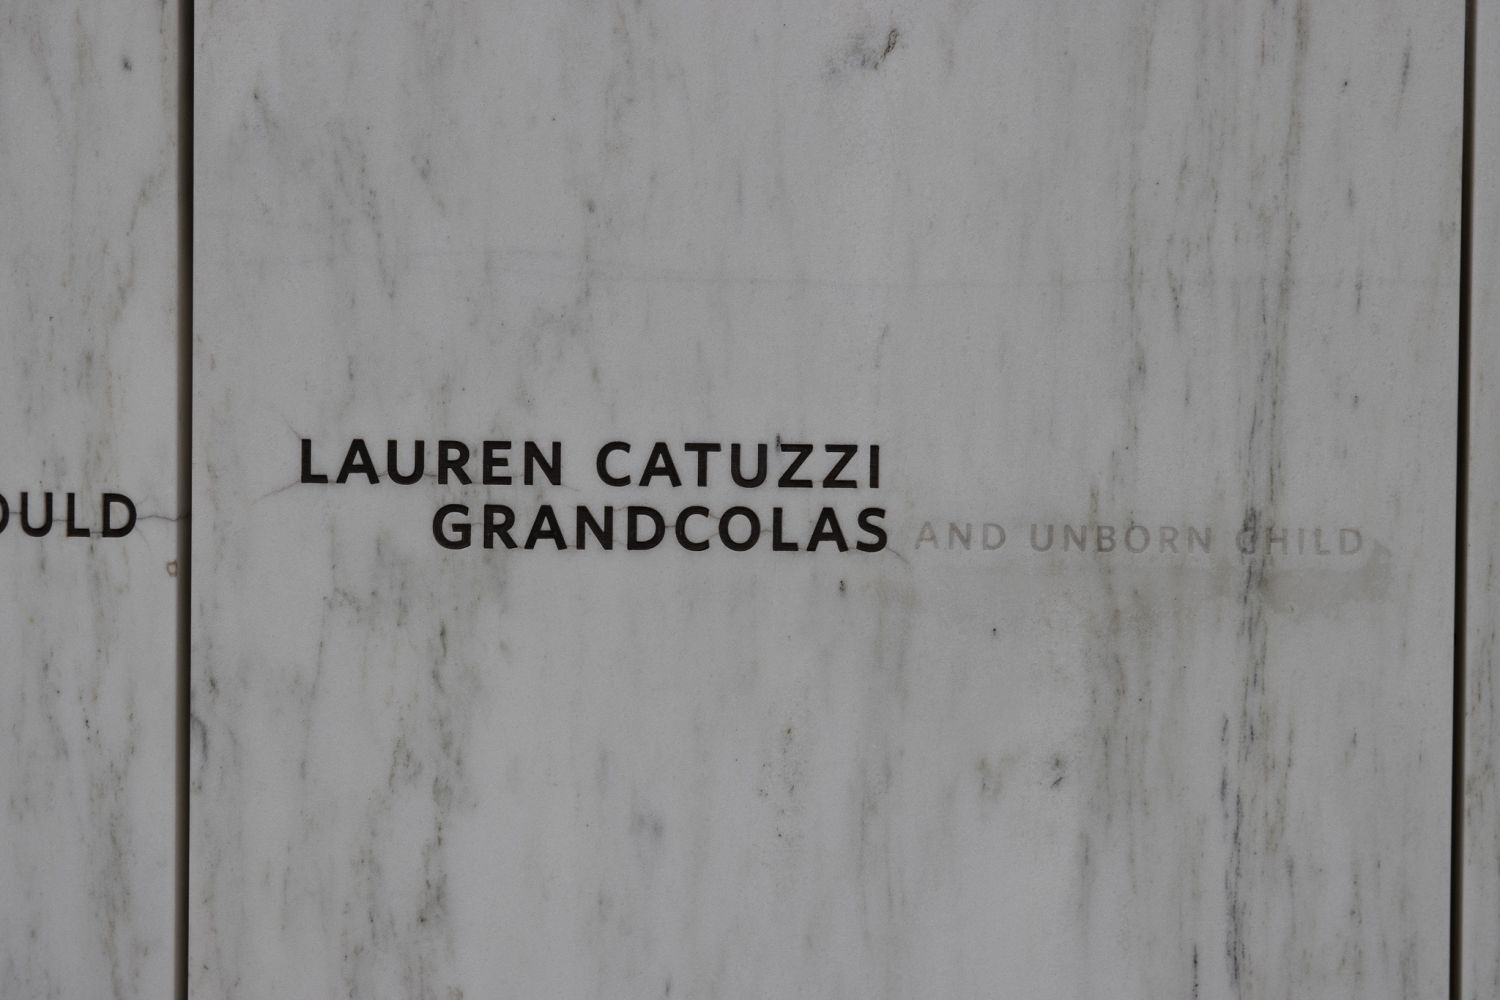 LAUREN CATUZZI
GRANDCOLAS AND UNBORN CHILD
OULD